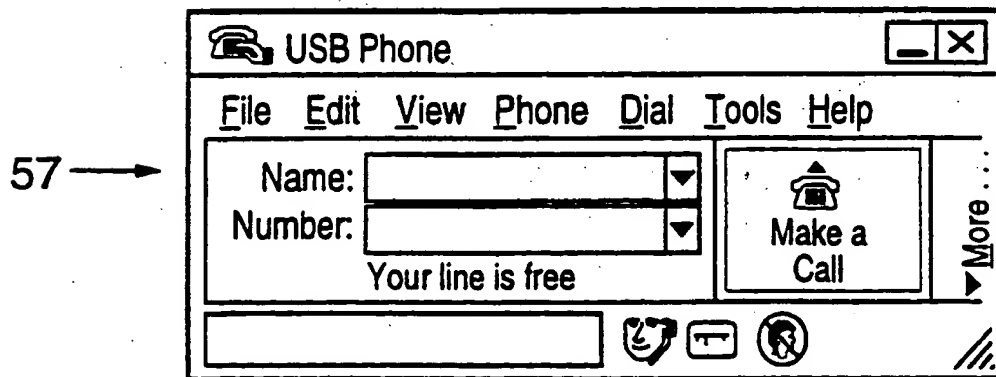 USB Phone
File Edit View Phone Dial Tools Help
57
Name:
Number:
Your line is free
Make a
Call
More...